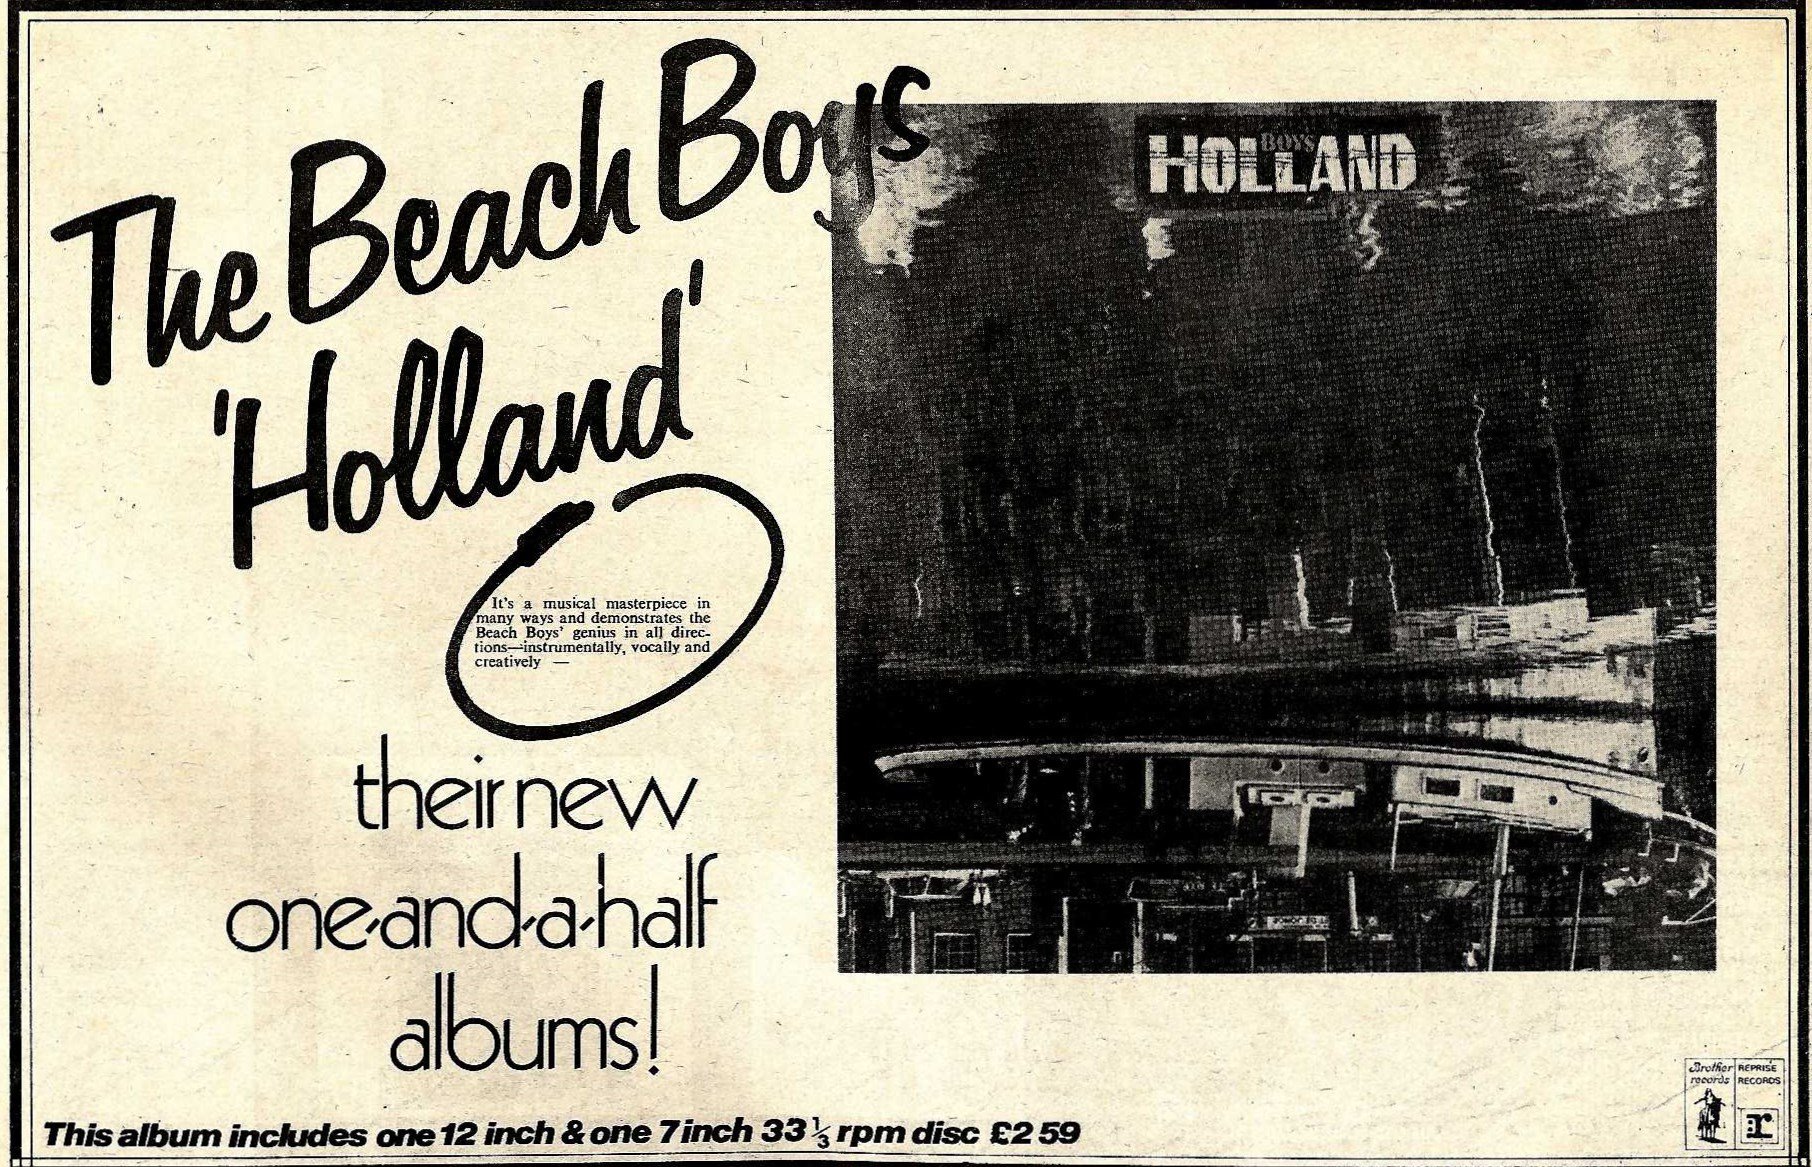 The Beach Boys
'Holland'
It's a musical masterpiece in
many ways and demonstrates the
Beach Boys' genius in all direc-
tions—instrumentally, vocally and
creatively —
their new
one-and-a-half
albums!
BOYS
HOLLAND
This album includes one 12 inch & one 7 inch 33⅓ rpm disc £2 59
Brother
records
REPRISE
RECORDS